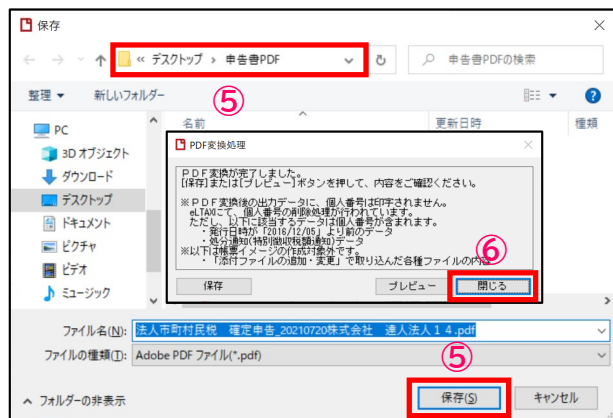 保存
« デスクトップ › 申告書PDF
申告書PDFの検索
整理 新しいフォルダー
⑤
名前 更新日時 種類
PC
3D オブジェクト
ダウンロード
デスクトップ
ドキュメント
ピクチャ
ビデオ
ミュージック
PDF変換処理
PDF変換が完了しました。
[保存]または[プレビュー]ボタンを押して、内容をご確認ください。
※PDF変換後の出力データに、個人番号は印字されません。
eLTAXにて、個人番号の削除処理が行われています。
ただし、以下に該当するデータは個人番号が含まれます。
・発行日時が「2016/12/05」より前のデータ
・処分通知(特別徴収税額通知)データ
※以下は帳票イメージの作成対象外です。
・「添付ファイルの追加・変更」で取り込んだ各種ファイルの内容
⑥
保存 プレビュー 閉じる
ファイル名(N): 法人市町村民税 確定申告_20210720株式会社 連人法人14.pdf
ファイルの種類(T): Adobe PDF ファイル(*.pdf)
⑤
フォルダーの非表示 保存(S) キャンセル